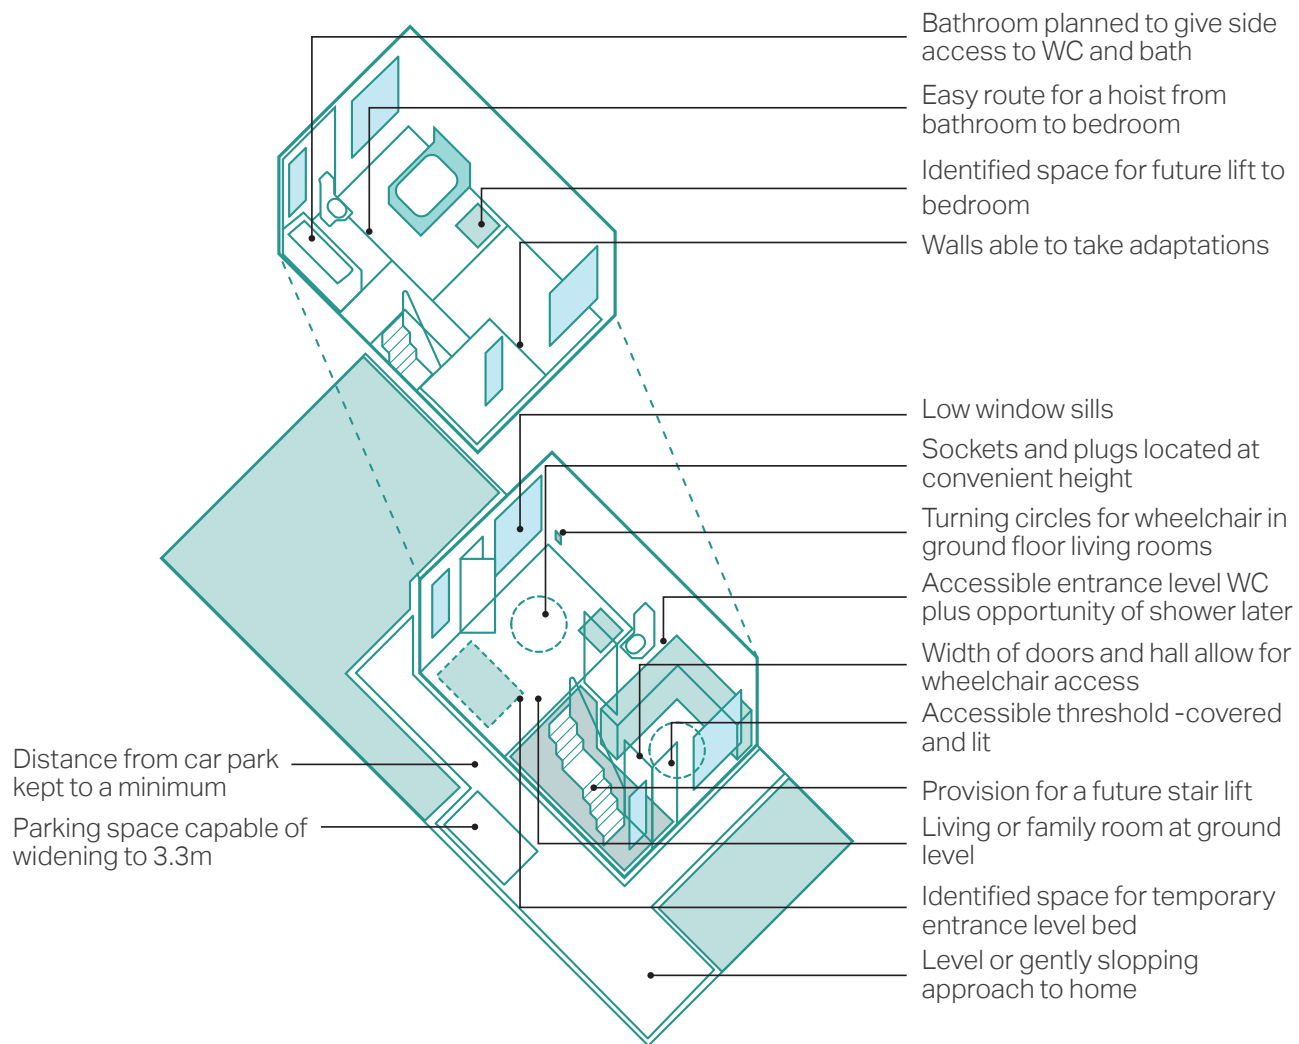 Bathroom planned to give side
access to WC and bath
Easy route for a hoist from
bathroom to bedroom
Identified space for future lift to
bedroom
Walls able to take adaptations
Low window sills
Sockets and plugs located at
convenient height
Turning circles for wheelchair in
ground floor living rooms
Accessible entrance level WC
plus opportunity of shower later
Width of doors and hall allow for
wheelchair access
Accessible threshold -covered
and lit
Provision for a future stair lift
Living or family room at ground
level
Identified space for temporary
entrance level bed
Level or gently slopping
approach to home
Distance from car park
kept to a minimum
Parking space capable of
widening to 3.3m